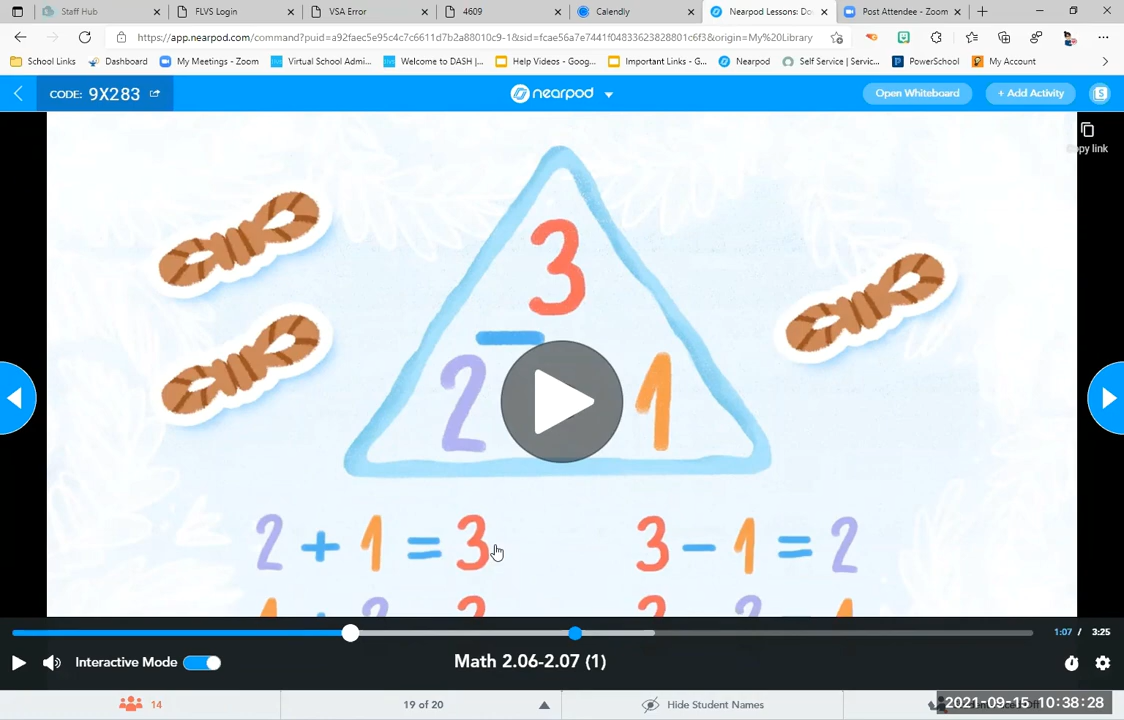 Staff Hub
FLVS Login
VSA Error
4609
Calendly
Nearpod Lessons: Do
Post Attendee - Zoom
https://app.nearpod.com/command?puid=a92faec5e95c4c7c6611d7b2a88010c9-1&sid=fcae56a7e7441f04833623828801c6f3&origin=My%20Library
School Links
Dashboard
My Meetings - Zoom
Virtual School Admi...
Welcome to DASH |...
Help Videos - Goog...
Important Links - G...
Nearpod
Self Service | Servic...
PowerSchool
My Account
CODE: 9X283
nearpod
Open Whiteboard
+ Add Activity
S
py link
3
−
2 1
2 + 1 = 3
3 − 1 = 2
1:07 / 3:25
Interactive Mode
Math 2.06-2.07 (1)
14
19 of 20
Hide Student Names
2021-09-15 10:38:28